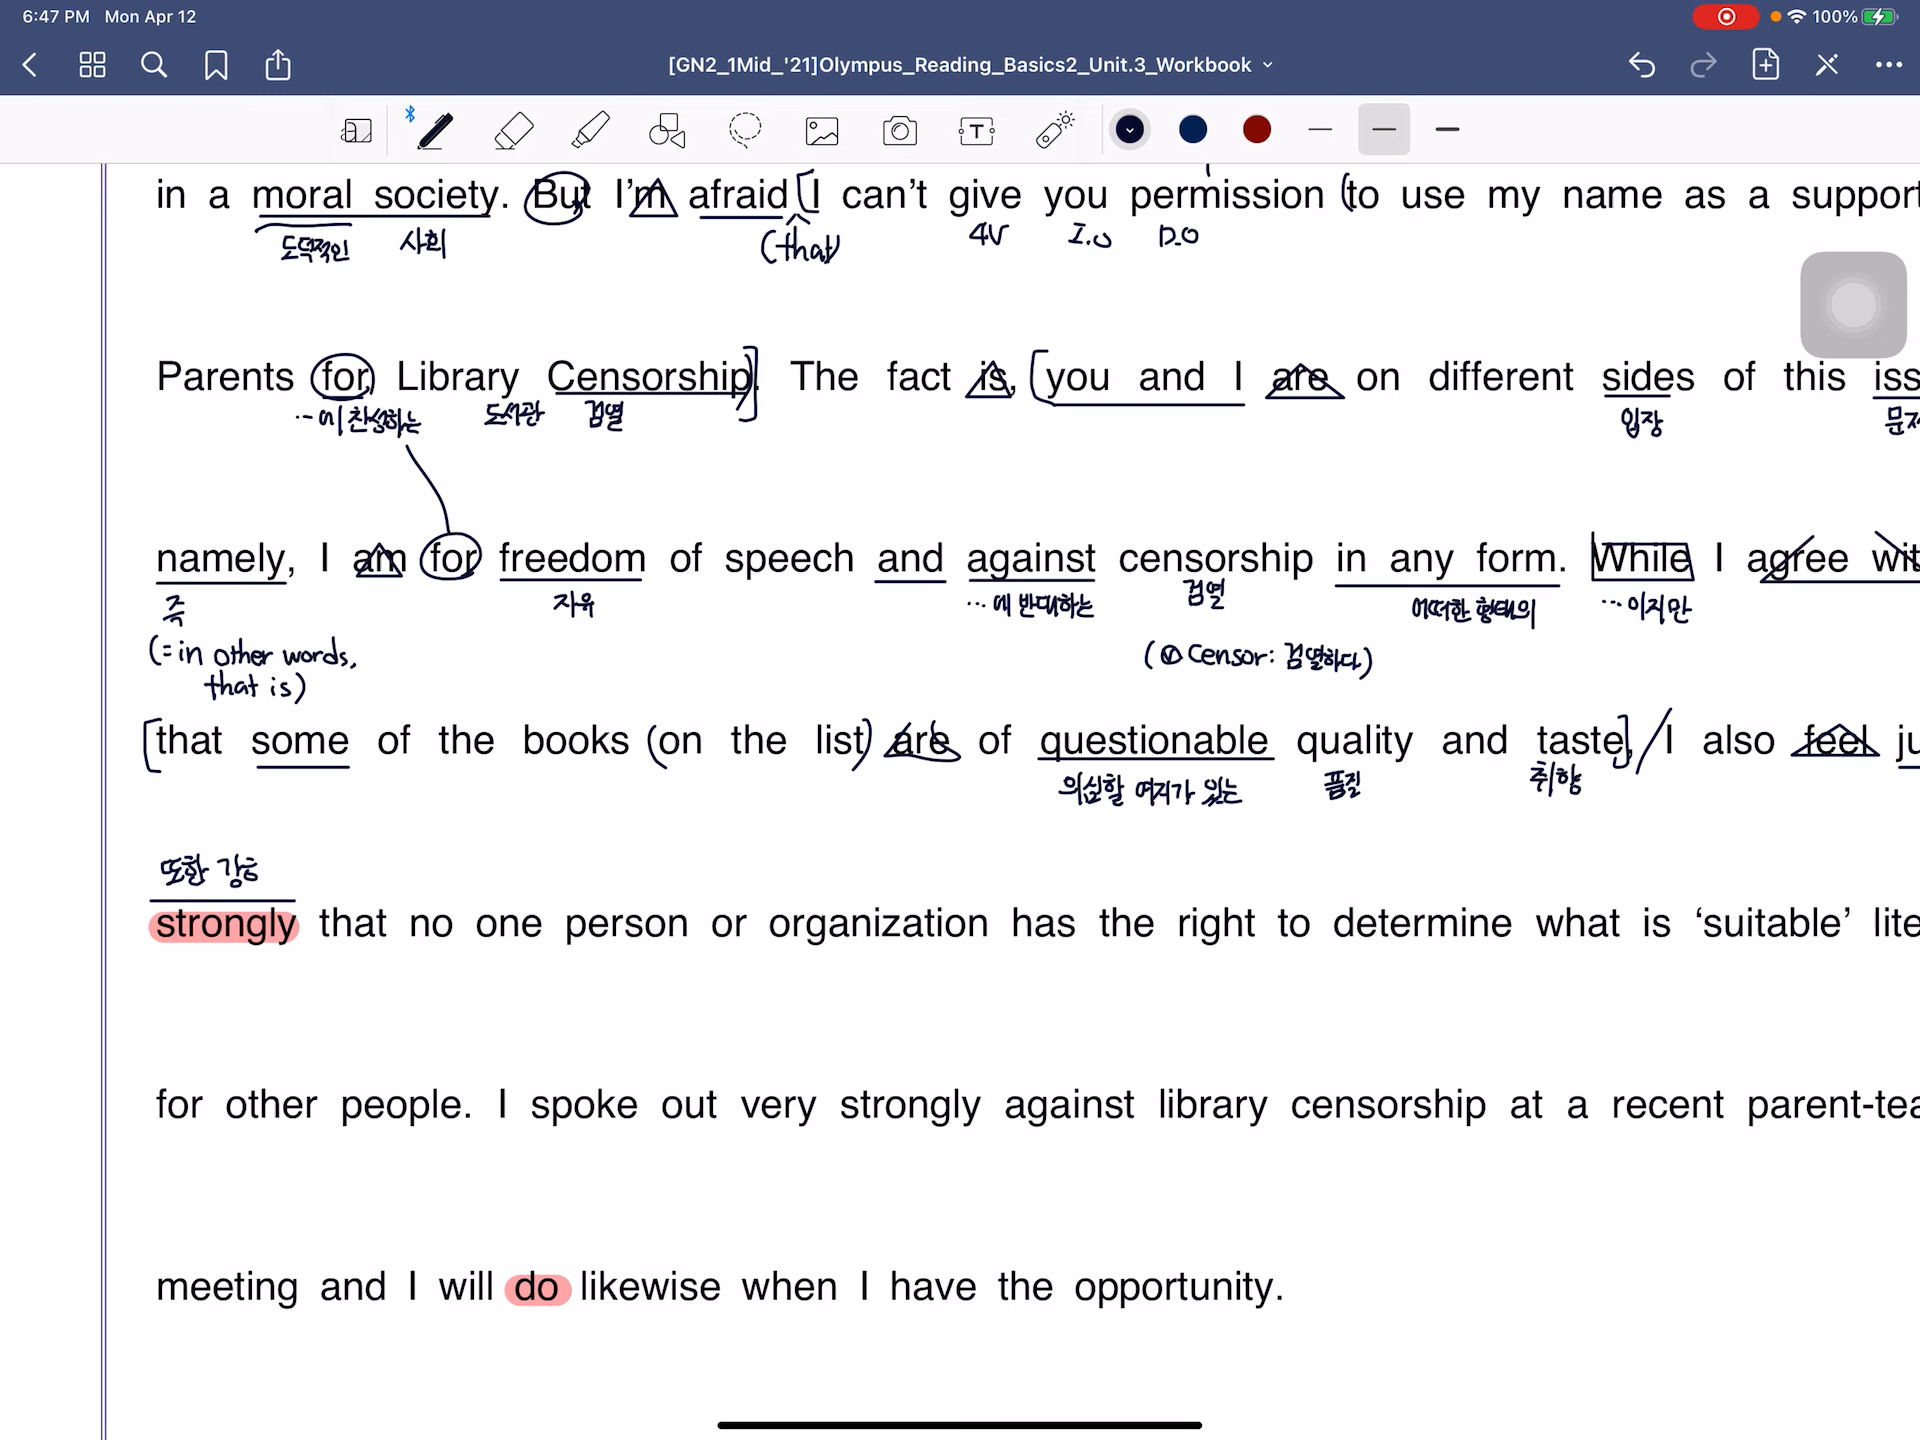 6:47 PM Mon Apr 12
100%
[GN2_1Mid_'21]Olympus_Reading_Basics2_Unit.3_Workbook
in a moral society. But I'm afraid I can't give you permission to use my name as a support
도덕적인 사회 (that) 4V I.O D.O
Parents for Library Censorship. The fact is, you and I are on different sides of this iss
…에 찬성하는 도서관 검열 입장 문제
namely, I am for freedom of speech and against censorship in any form. While I agree wit
즉 자유 …에 반대하는 검열 어떠한 형태의 …이지만
(=in other words, (ⓥ Censor: 검열하다)
that is)
that some of the books (on the list) are of questionable quality and taste, I also feel ju
의심할 여지가 있는 품질 취향
또한 강
strongly that no one person or organization has the right to determine what is ‘suitable’ lite
for other people. I spoke out very strongly against library censorship at a recent parent-tea
meeting and I will do likewise when I have the opportunity.